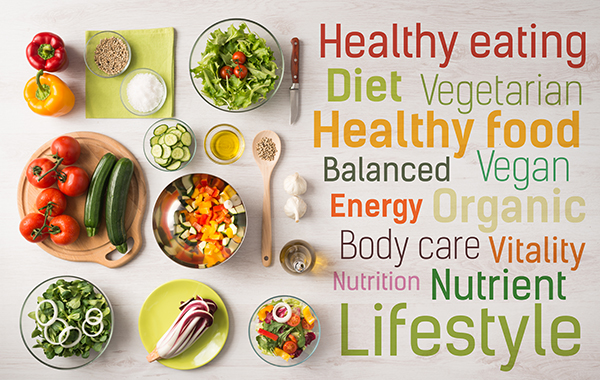 Healthy eating
Diet Vegetarian
Healthy food
Balanced Vegan
Energy Organic
Body care Vitality
Nutrition Nutrient
Lifestyle